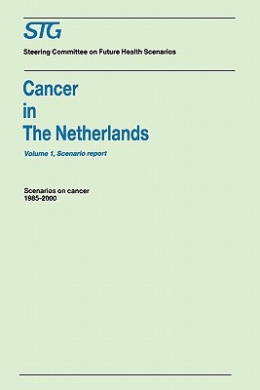 STG
Steering Committee on Future Health Scenarios
Cancer
in
The Netherlands
Volume 1, Scenario report
Scenarios on cancer
1985-2000